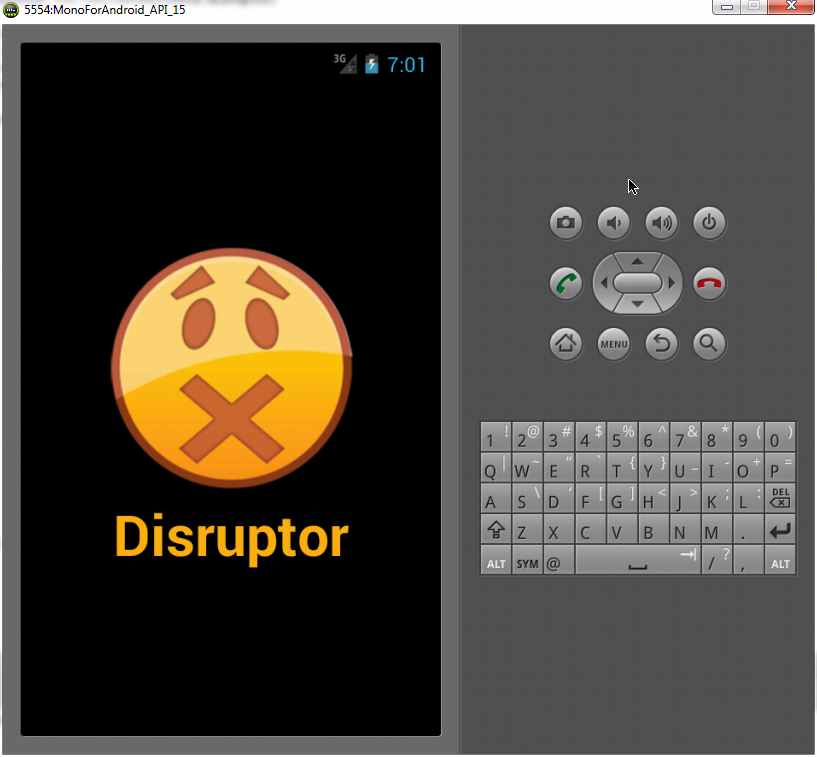 5554:MonoForAndroid_API_15
3G 7:01
Disruptor
MENU
1 ! 2 @ 3 # 4 $ 5 % 6 ^ 7 & 8 * 9 ( 0 )
Q | W ~ E “ R ` T { Y } U _ I - O + P =
A S \ D ‘ F [ G ] H < J > K ; L : DEL
Z X C V B N M .
ALT SYM @ / ? , ALT